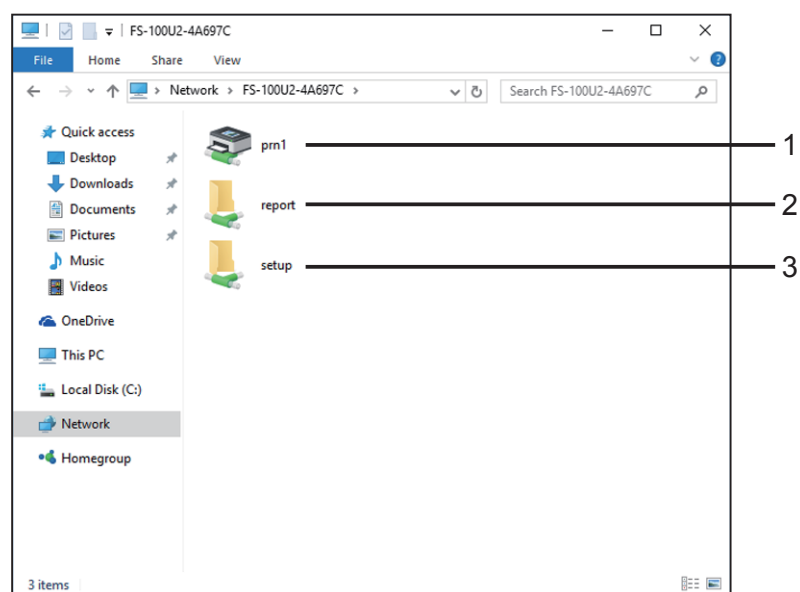 FS-100U2-4A697C
File Home Share View
Network > FS-100U2-4A697C > Search FS-100U2-4A697C
Quick access
Desktop
Downloads
Documents
Pictures
Music
Videos
OneDrive
This PC
Local Disk (C:)
Network
Homegroup
prn1 1
report 2
setup 3
3 items